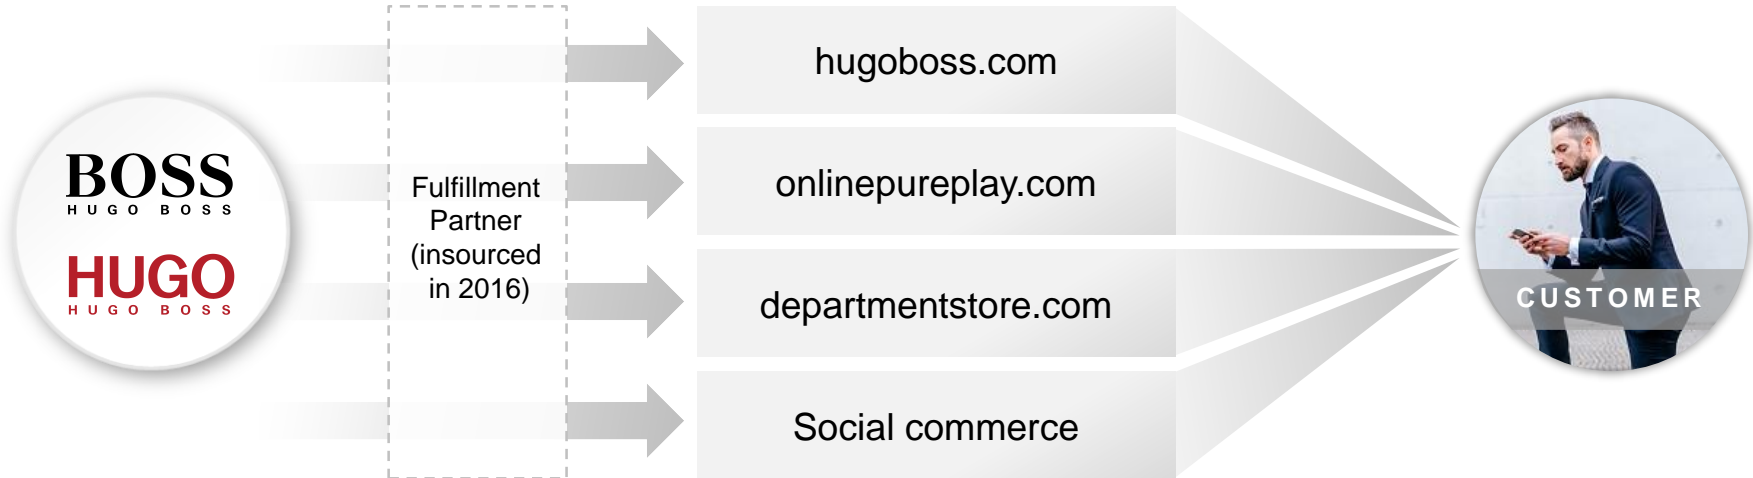 BOSS
HUGO BOSS
HUGO
HUGO BOSS
Fulfillment
Partner
(insourced
in 2016)
hugoboss.com
onlinepureplay.com
departmentstore.com
Social commerce
CUSTOMER